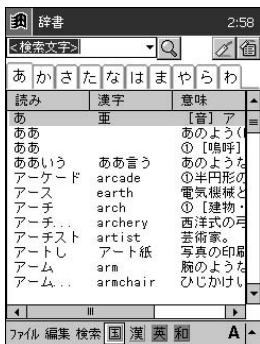 辞書 2:58
<検索文字>
あ か さ た な は ま や ら わ
読み 漢字 意味
あ 亜 [音] ア
ああ あのよう(
ああ ① [嗚呼]
ああいう ああ言う あのような
アーケード arcade ①半円形の
アース earth 電気機械と
アーチ arch ① [建物・
アーチ... archery 西洋式の弓
アーチスト artist 芸術家。
アートし アート紙 写真の印刷
アーム arm 腕のような
アーム... armchair ひじかけい
ファイル 編集 検索 国 漢 英 和 A